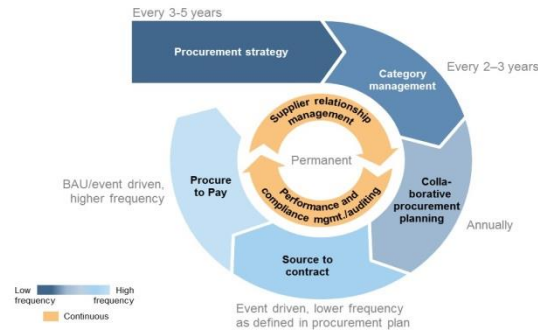 Every 3-5 years
Procurement strategy
Category
management
Every 2–3 years
Supplier relationship
management
Permanent
Performance and
compliance mgmt./auditing
Procure
to Pay
BAU/event driven,
higher frequency
Colla-
borative
procurement
planning
Annually
Source to
contract
Event driven, lower frequency
as defined in procurement plan
Low
frequency
High
frequency
Continuous